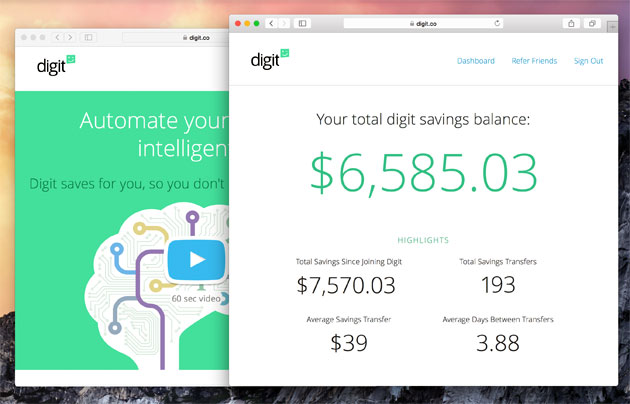 digit.co
digit
Automate your
intelligent
Digit saves for you, so you don't
60 sec video
digit.co
digit
Dashboard
Refer Friends
Sign Out
Your total digit savings balance:
$6,585.03
HIGHLIGHTS
Total Savings Since Joining Digit
$7,570.03
Total Savings Transfers
193
Average Savings Transfer
$39
Average Days Between Transfers
3.88